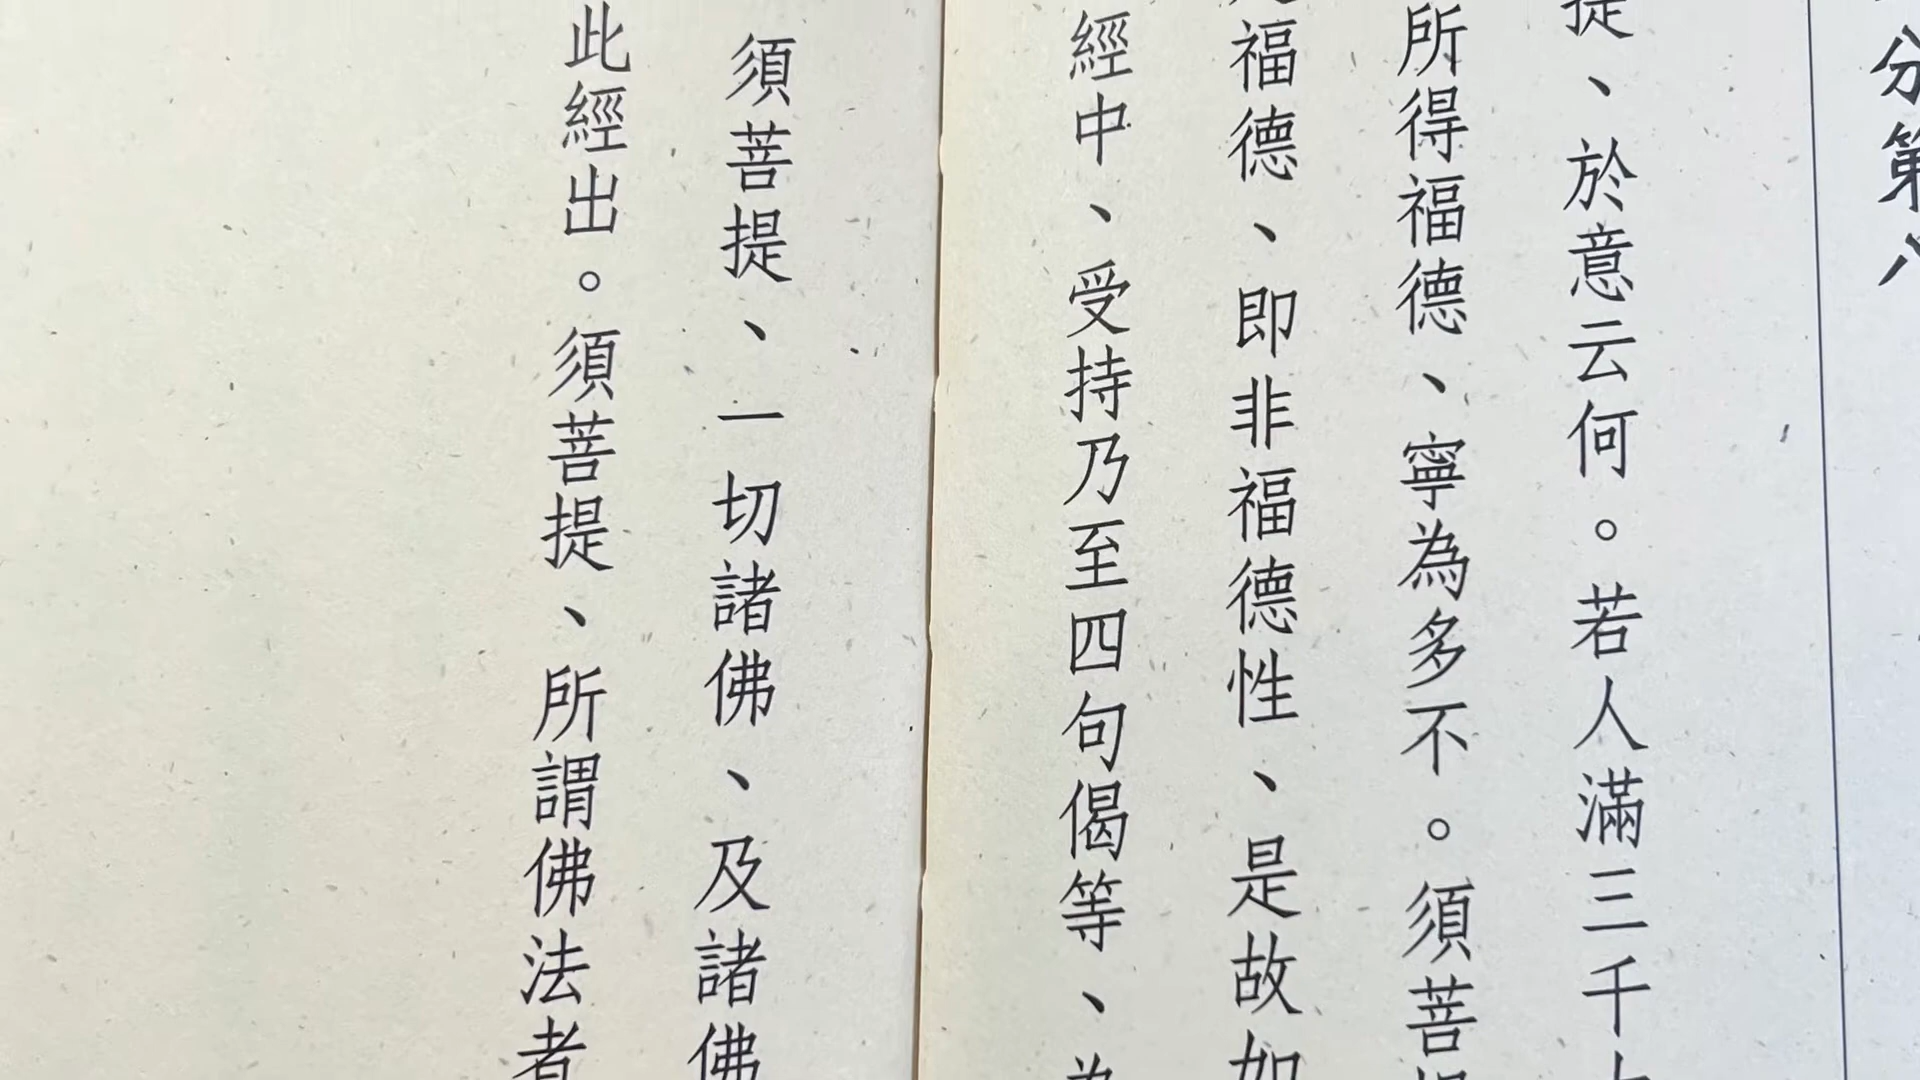 分第八
提、於意云何。若人滿三千
所得福德、寧為多不。須菩
福德、即非福德性、是故如
經中、受持乃至四句偈等、為
須菩提、一切諸佛、及諸佛
此經出。須菩提、所謂佛法者